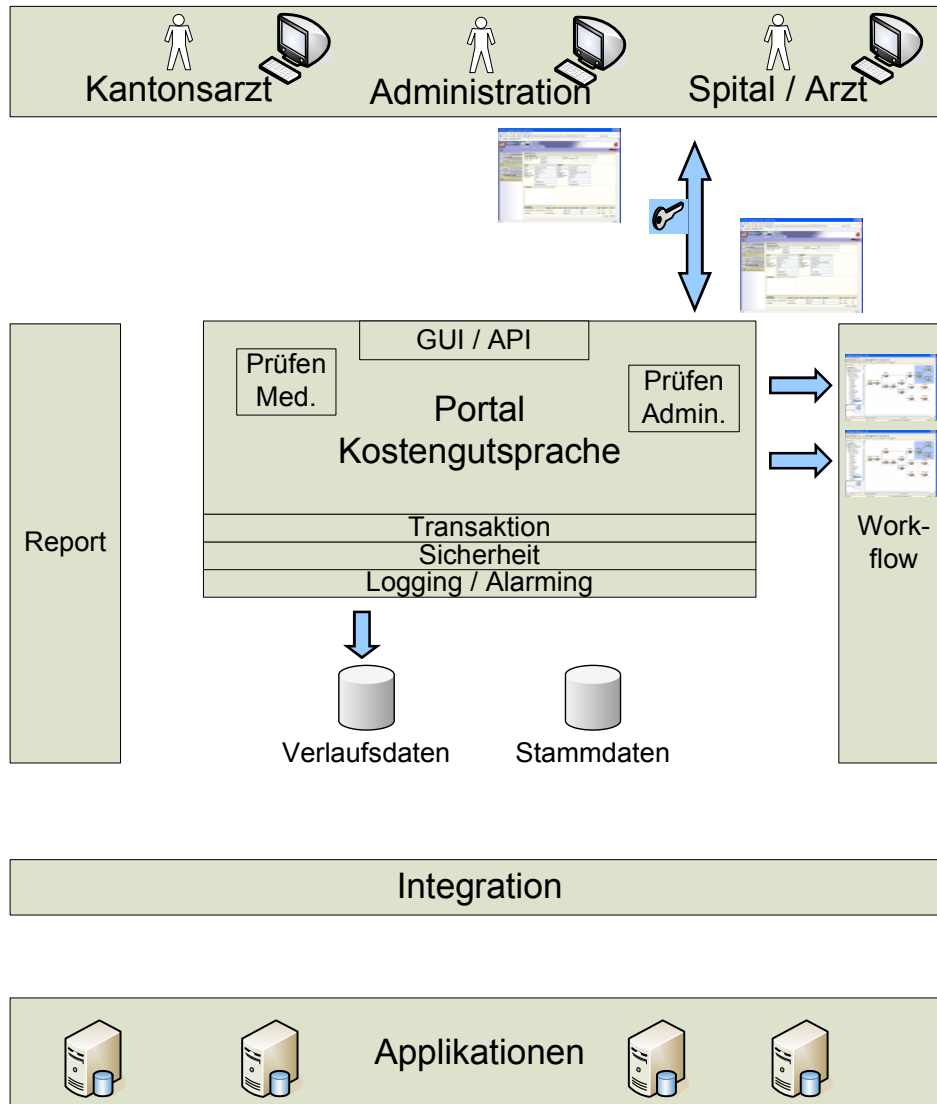 Kantonsarzt
Administration
Spital / Arzt
GUI / API
Prüfen
Med.
Prüfen
Admin.
Portal
Kostengutsprache
Report
Transaktion
Sicherheit
Logging / Alarming
Work-
flow
Verlaufsdaten
Stammdaten
Integration
Applikationen